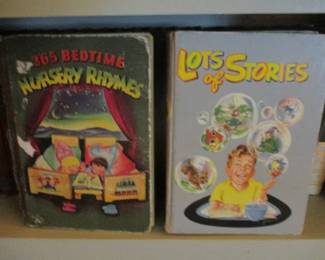 365 BEDTIME
NURSERY RHYMES
LOTS
of STORIES